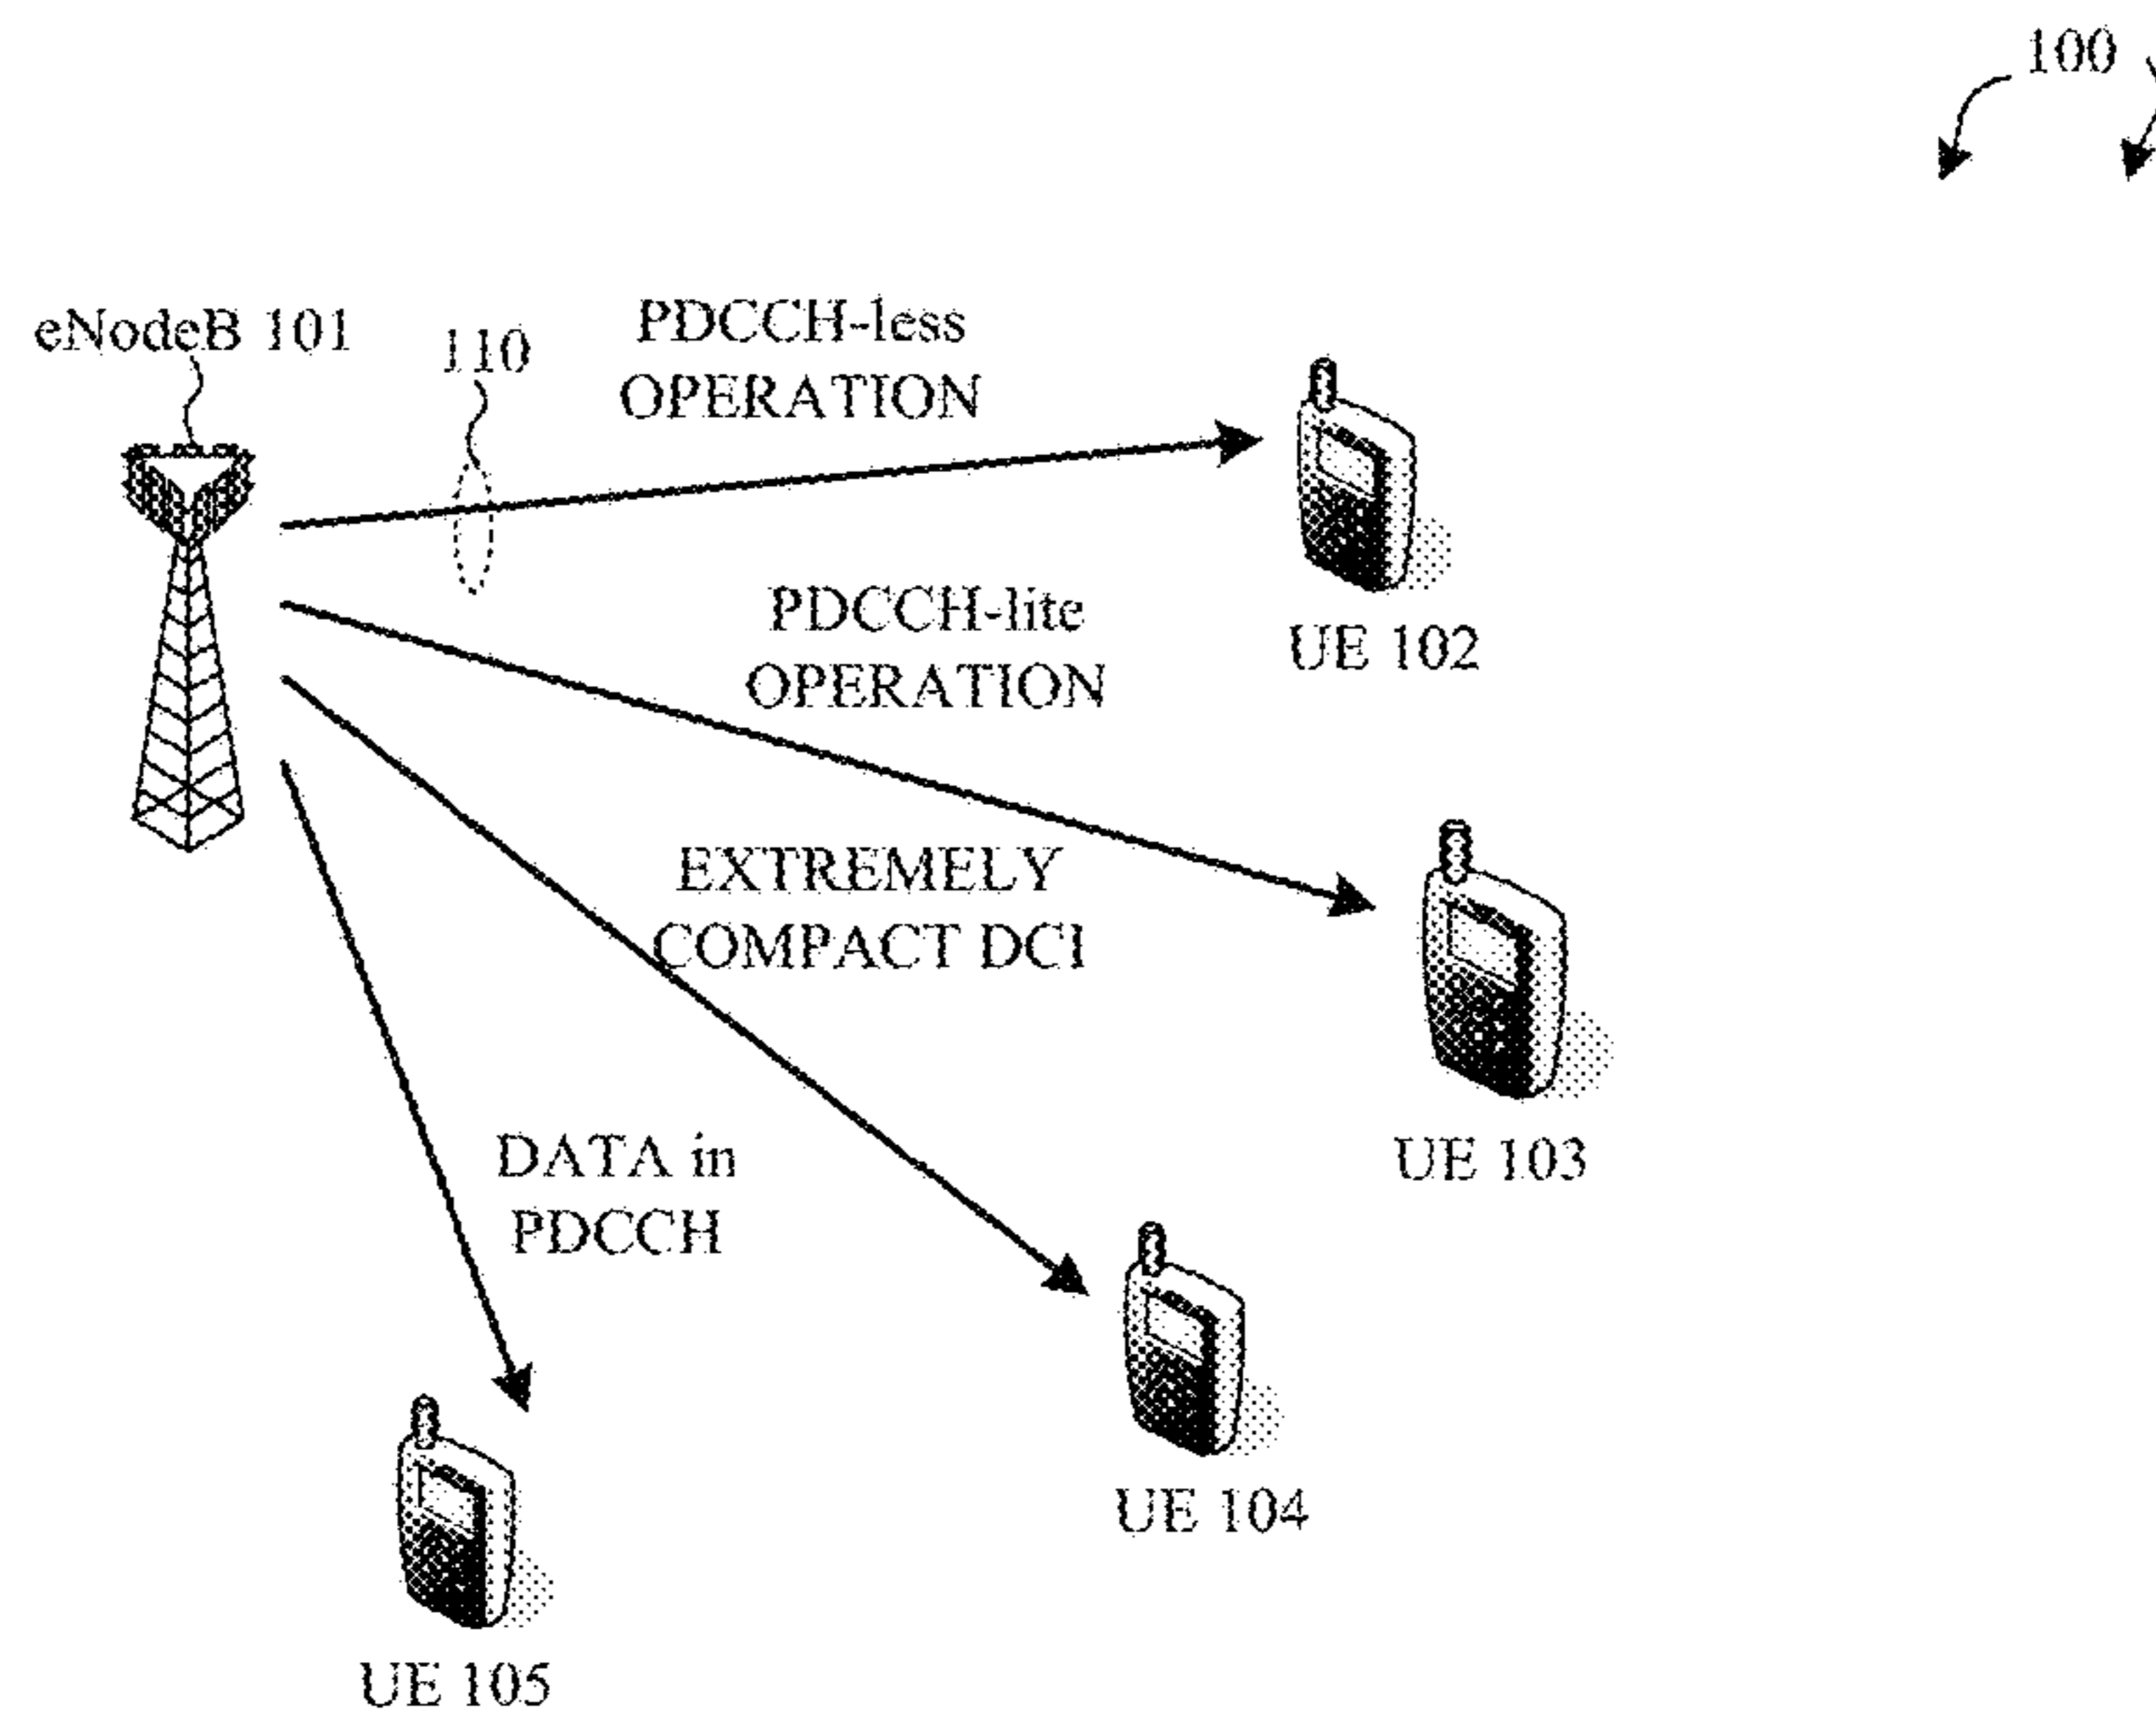 100
eNodeB 101
110
PDCCH-less
OPERATION
UE 102
PDCCH-lite
OPERATION
EXTREMELY
COMPACT DCI
UE 103
DATA in
PDCCH
UE 104
UE 105